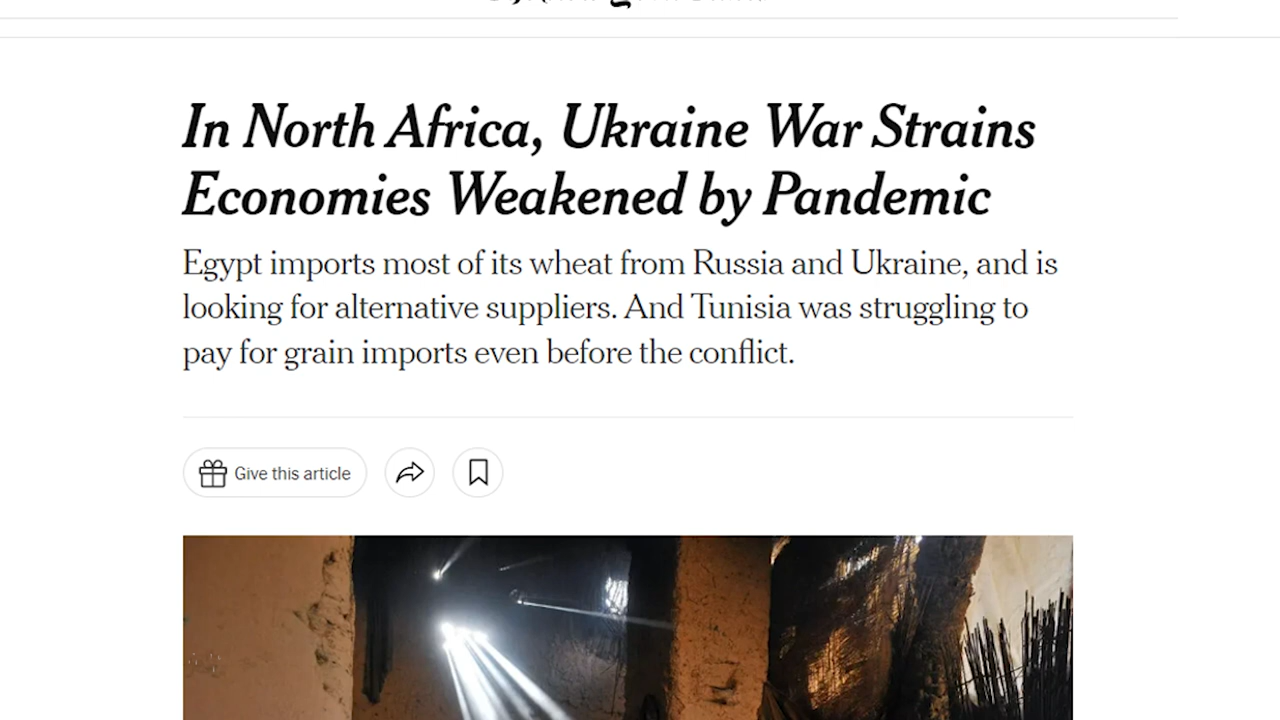 In North Africa, Ukraine War Strains
Economies Weakened by Pandemic
Egypt imports most of its wheat from Russia and Ukraine, and is
looking for alternative suppliers. And Tunisia was struggling to
pay for grain imports even before the conflict.
Give this article